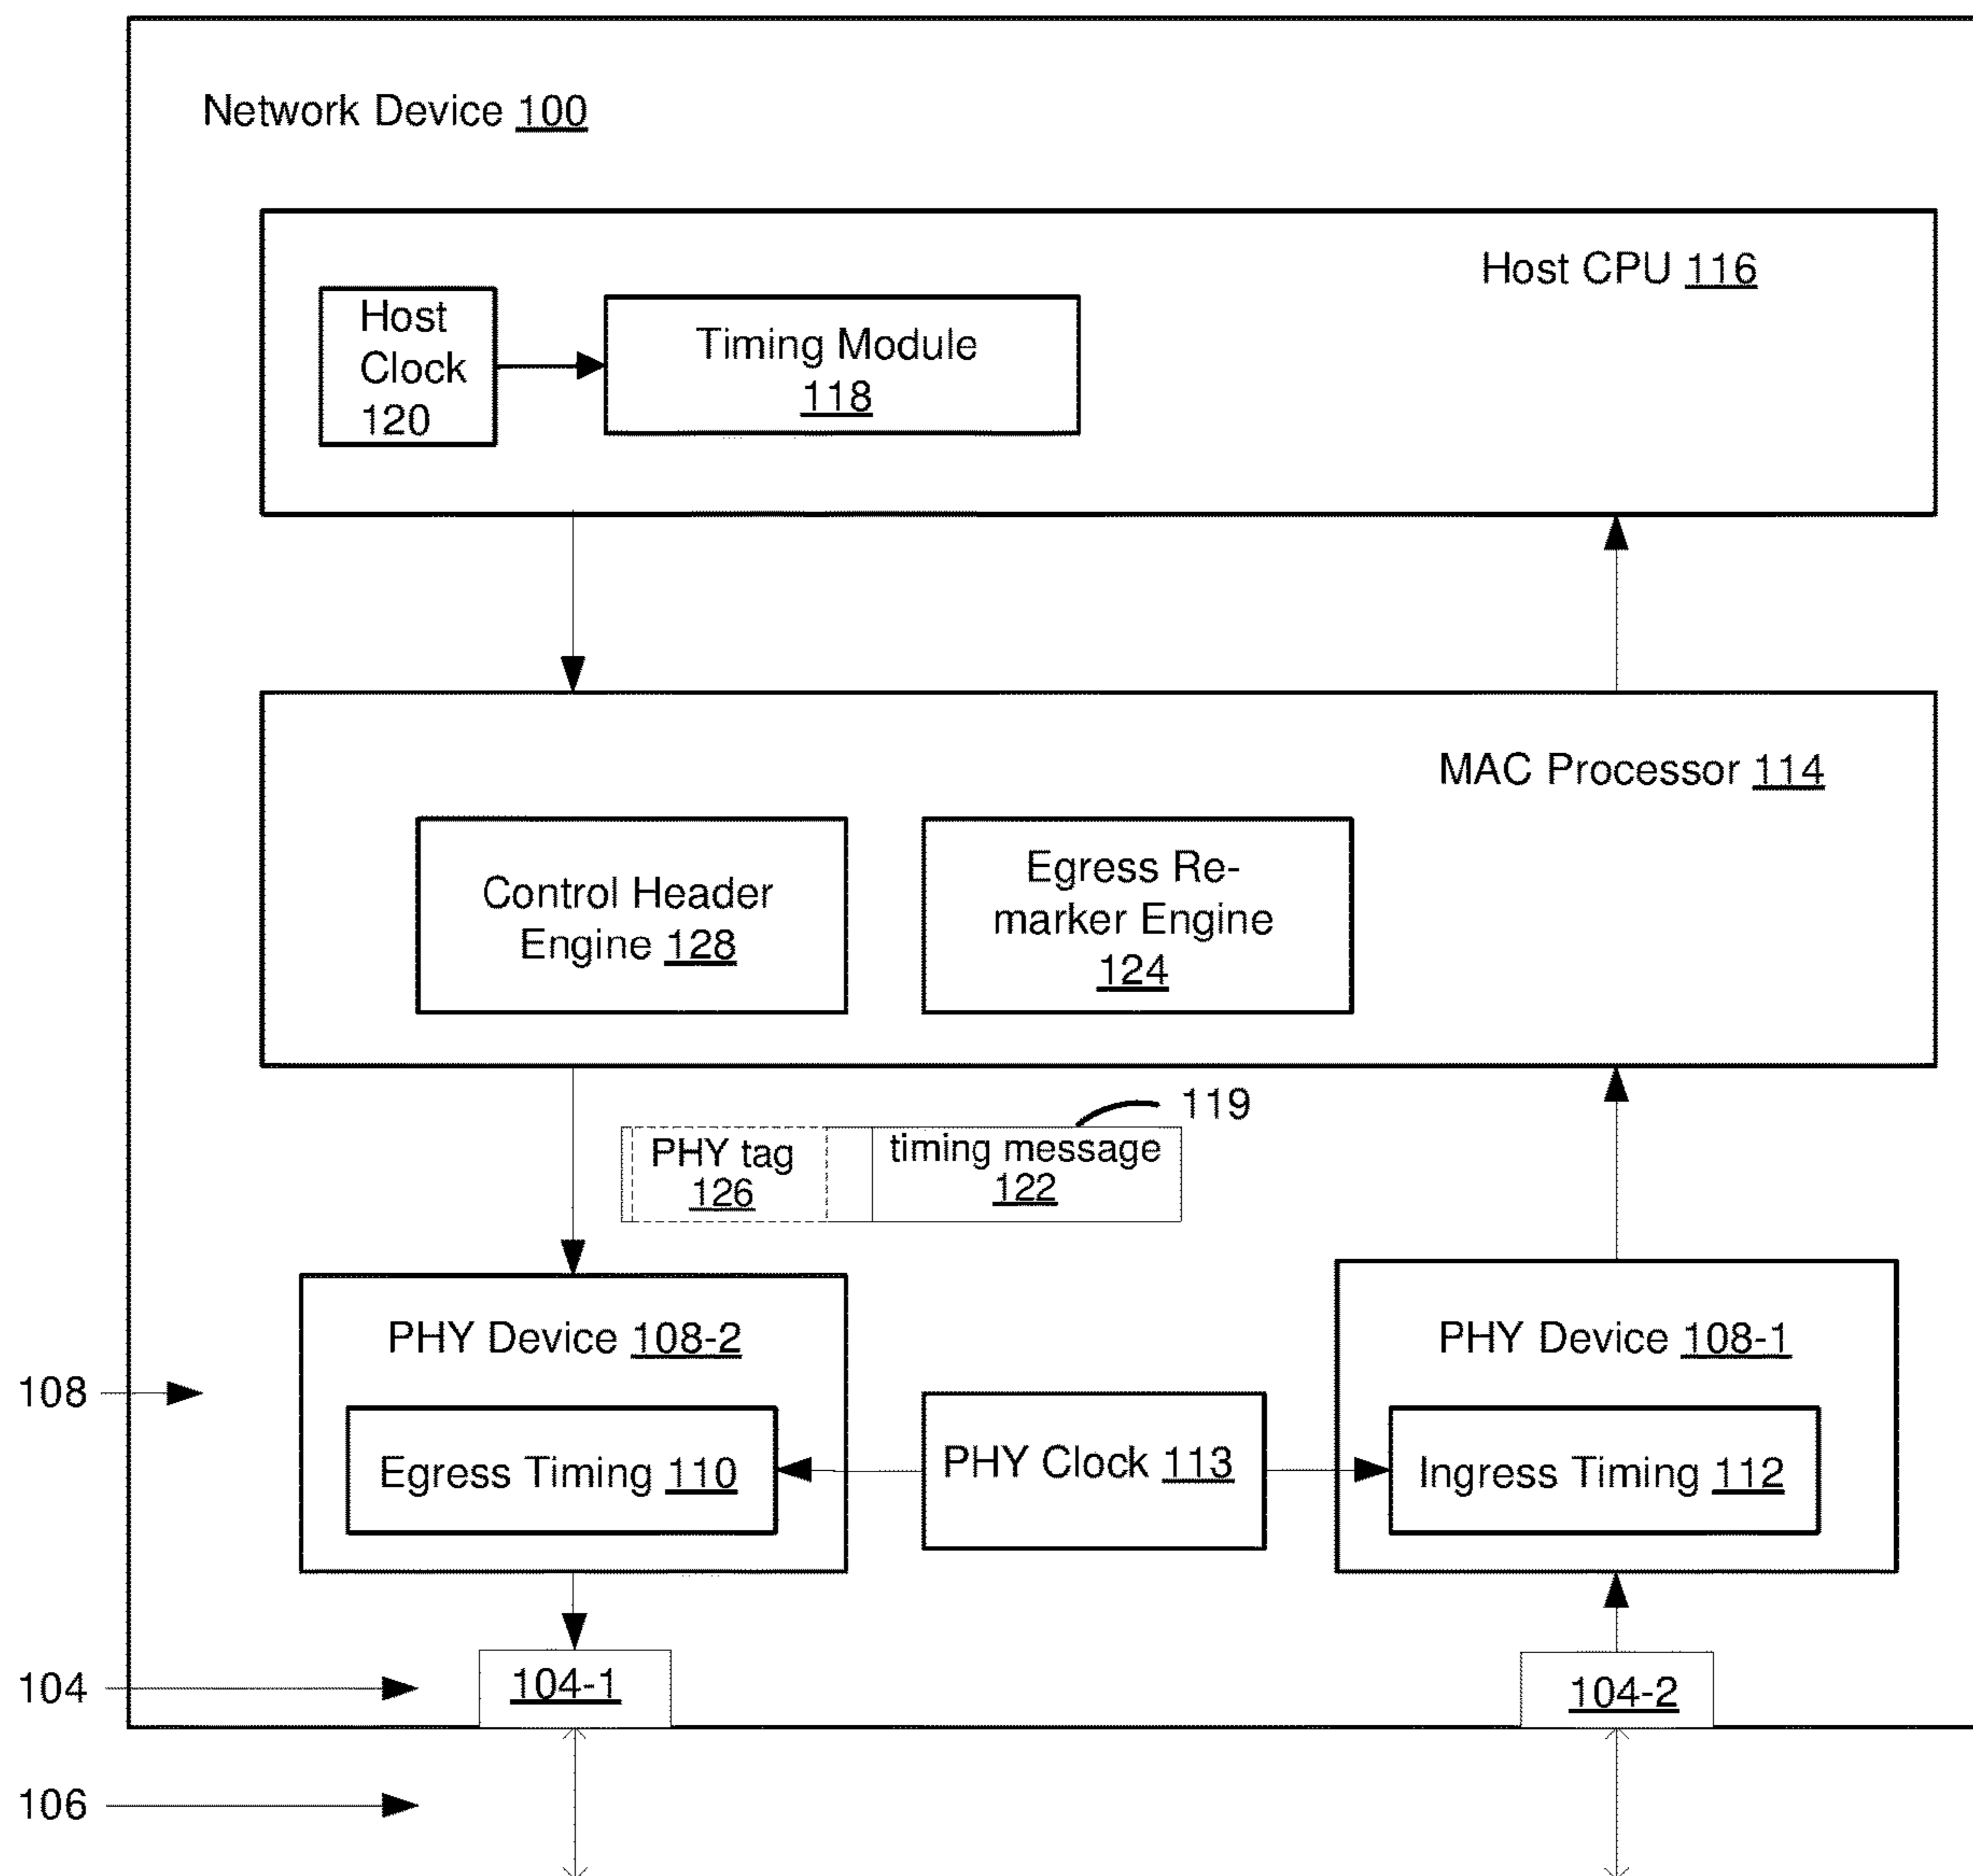 Network Device 100
Host CPU 116
Host
Clock
120
Timing Module
118
MAC Processor 114
Control Header
Engine 128
Egress Re-
marker Engine
124
119
PHY tag
126
timing message
122
PHY Device 108-2
PHY Device 108-1
108
Egress Timing 110
PHY Clock 113
Ingress Timing 112
104
104-1
104-2
106